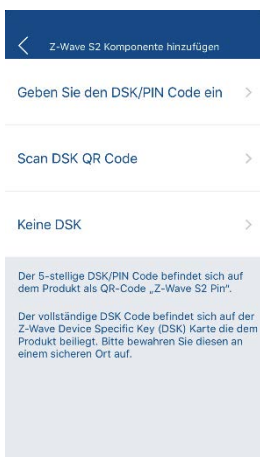 Z-Wave S2 Komponente hinzufügen
Geben Sie den DSK/PIN Code ein
Scan DSK QR Code
Keine DSK
Der 5-stellige DSK/PIN Code befindet sich auf
dem Produkt als QR-Code „Z-Wave S2 Pin".
Der vollständige DSK Code befindet sich auf der
Z-Wave Device Specific Key (DSK) Karte die dem
Produkt beiliegt. Bitte bewahren Sie diesen an
einem sicheren Ort auf.